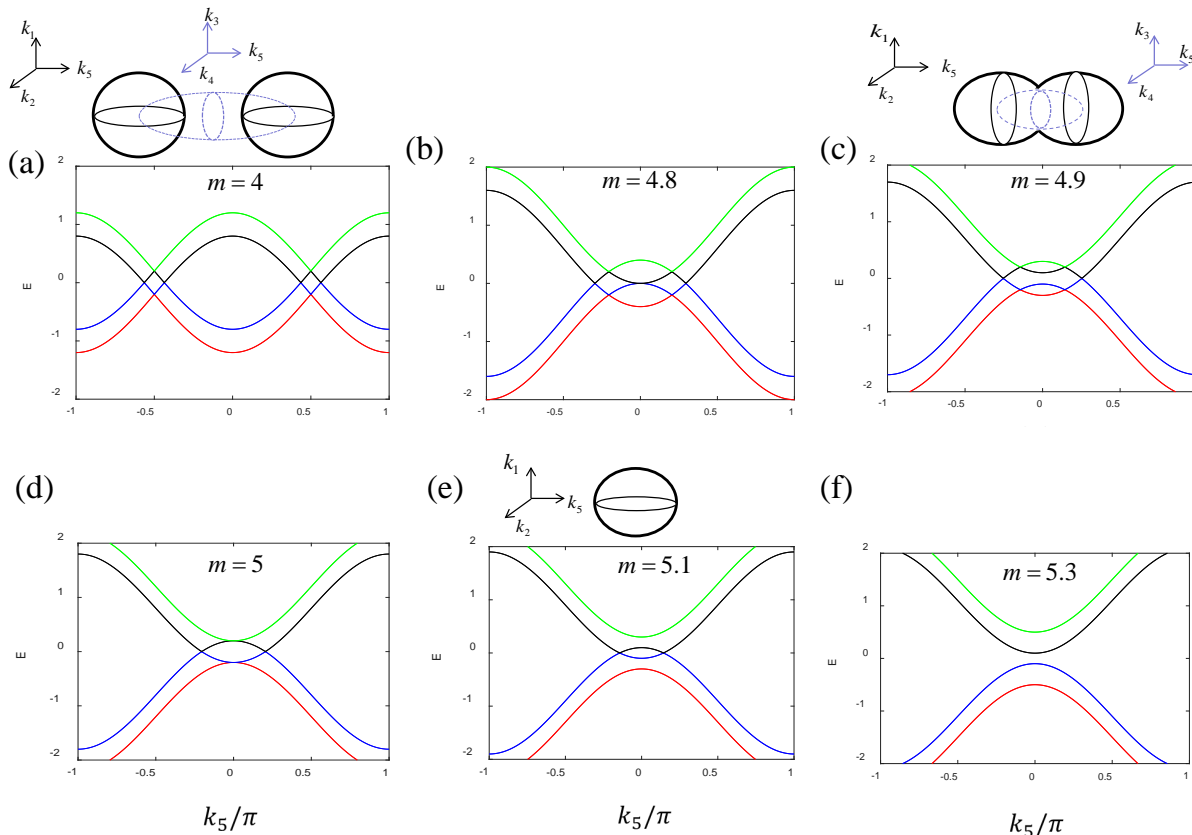 k₁
k₅
k₂
k₃
k₅
k₄
k₁
k₅
k₂
k₃
k₅
k₄
(a)
(b)
(c)
m = 4
m = 4.8
m = 4.9
2
1
0
-1
-2
E
-1
-0.5
0
0.5
1
2
1
0
-1
-2
E
-1
-0.5
0
0.5
1
2
1
0
-1
-2
E
-1
-0.5
0
0.5
(d)
(e)
(f)
k₁
k₅
k₂
m = 5
m = 5.1
m = 5.3
2
1
0
-1
-2
E
-1
-0.5
0
0.5
1
2
1
0
-1
-2
E
-1
-0.5
0
0.5
1
2
1
0
-1
-2
E
-1
-0.5
0
0.5
1
k₅/π
k₅/π
k₅/π